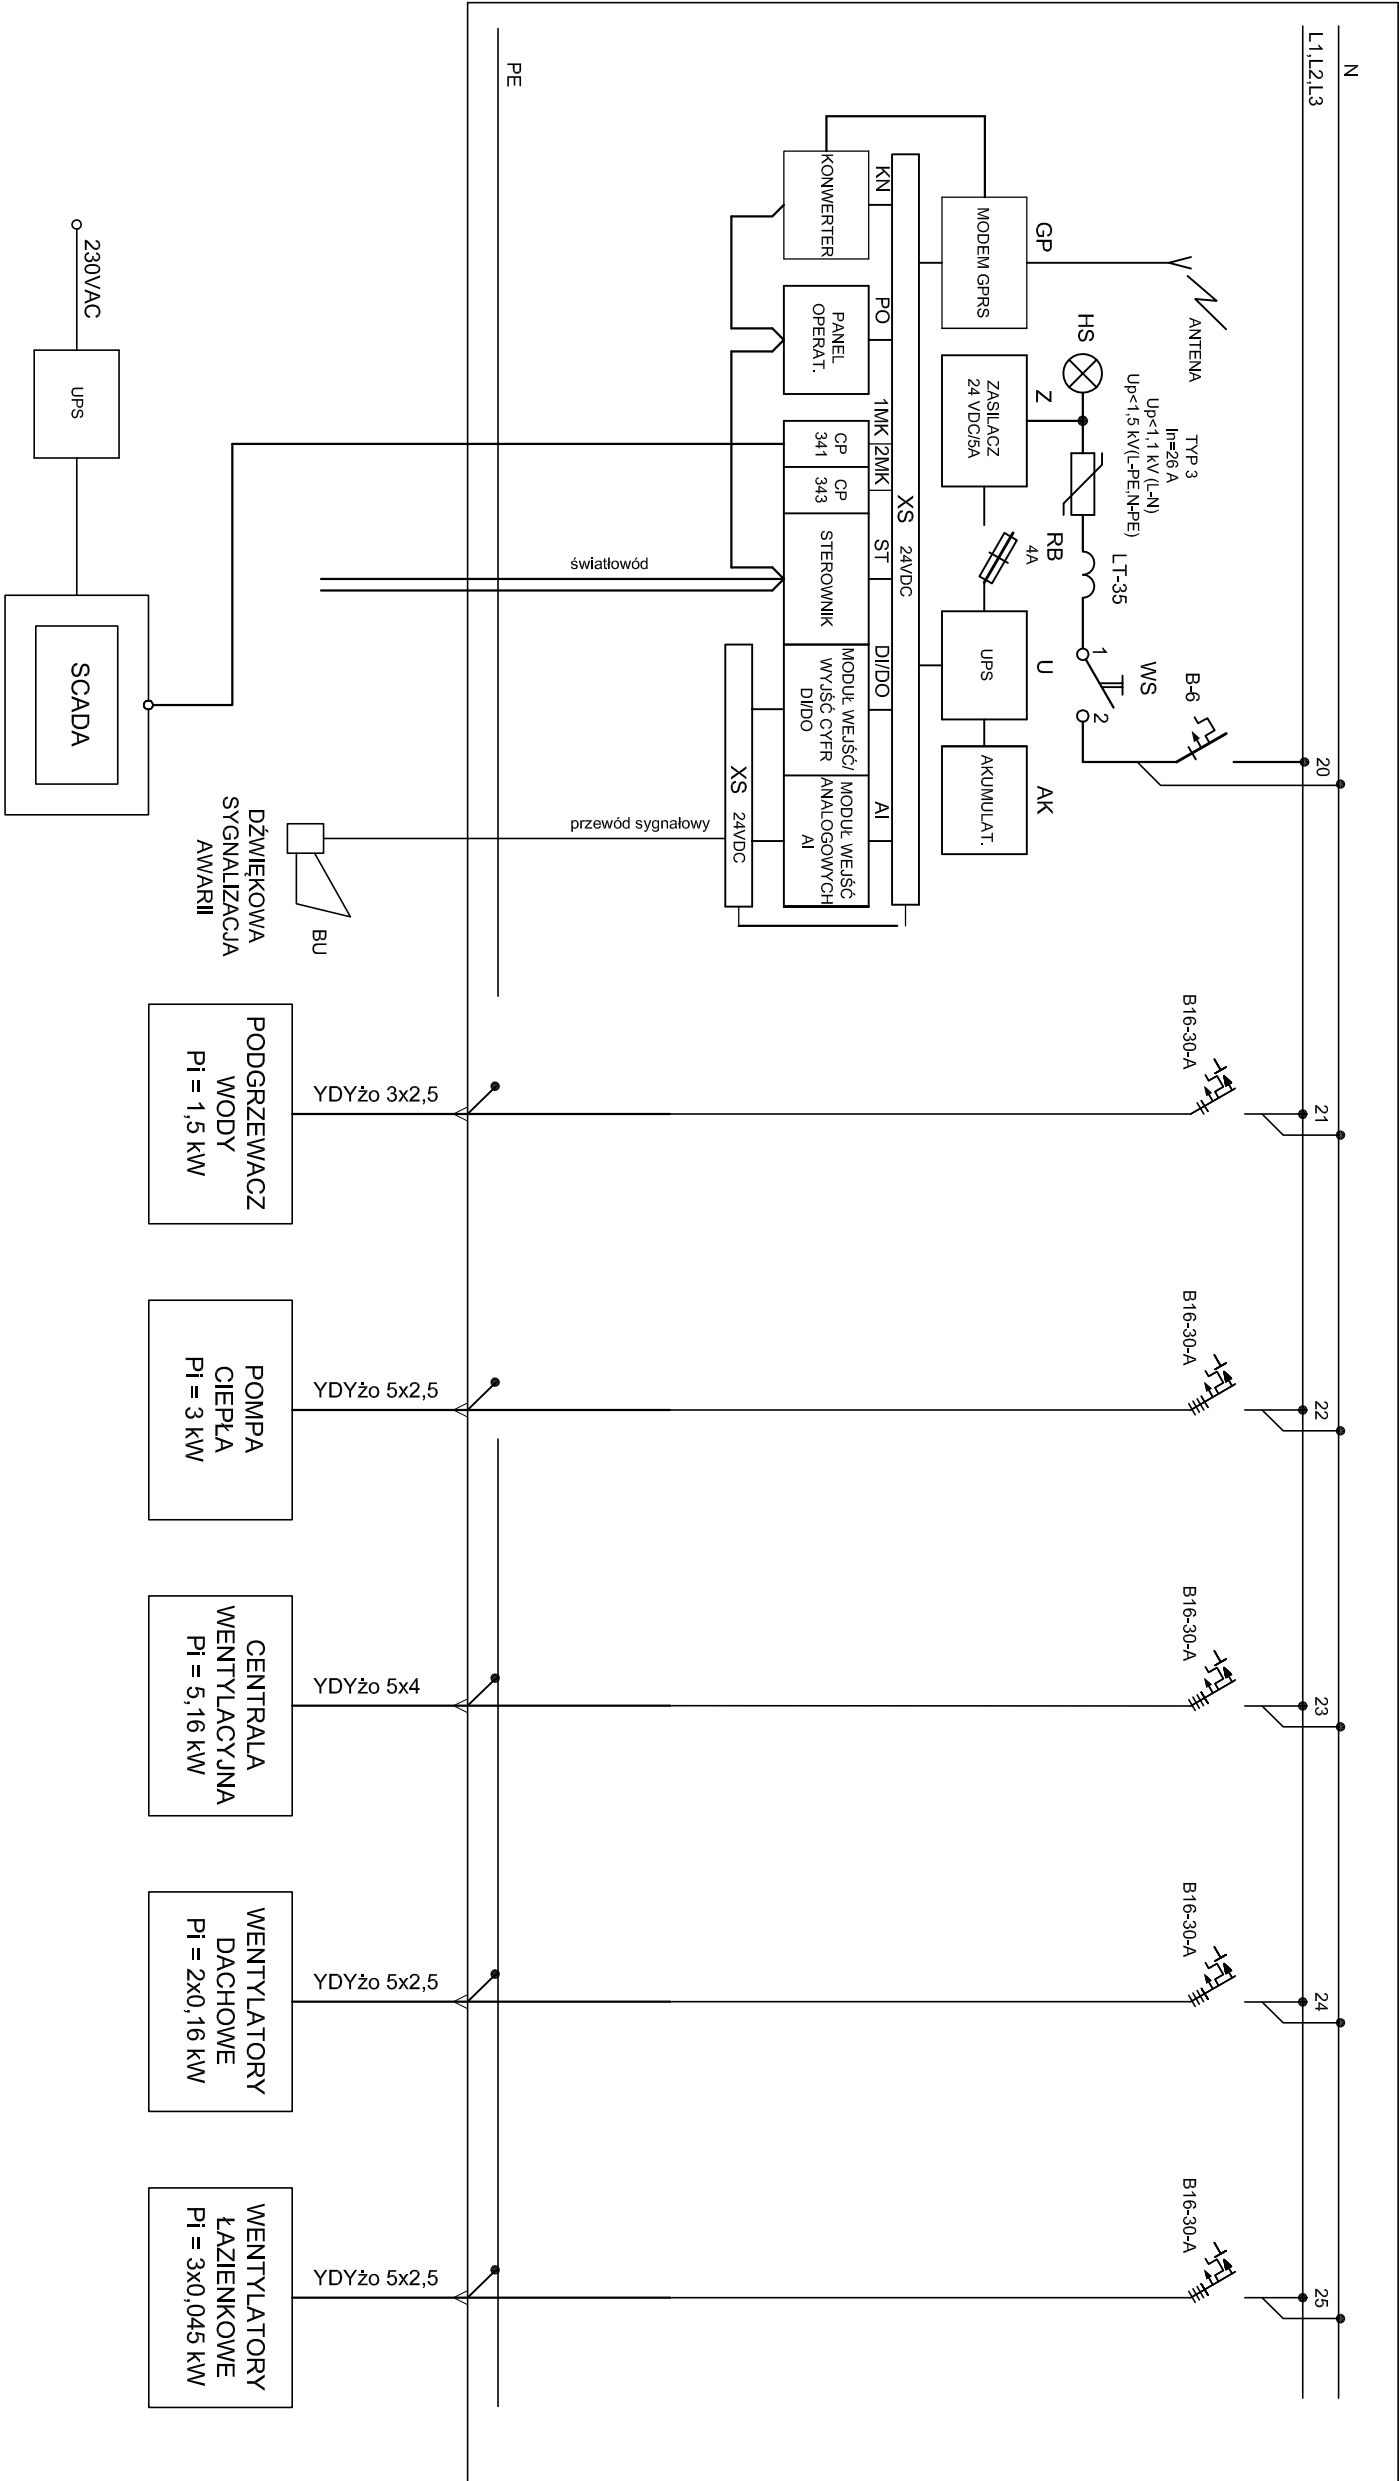 N
L1,L2,L3
20
21
22
23
24
25
B-6
ANTENA
TYP 3
In=26 A
Up<1,1 kV (L-N)
Up<1,5 kV(L-PE,N-PE)
WS
1
2
LT-35
HS
RB
4A
GP
MODEM GPRS
Z
ZASILACZ
24 VDC/5A
U
UPS
AK
AKUMULAT.
XS 24VDC
KN
KONWERTER
PO
PANEL
OPERAT.
1MK
CP
341
2MK
CP
343
ST
STEROWNIK
DI/DO
MODUŁ WEJŚĆ/
WYJŚĆ CYFR
DI/DO
AI
MODUŁ WEJŚĆ
ANALOGOWYCH
AI
XS 24VDC
światłowód
przewód sygnałowy
PE
230VAC
UPS
SCADA
BU
DŹWIĘKOWA
SYGNALIZACJA
AWARII
B16-30-A
B16-30-A
B16-30-A
B16-30-A
B16-30-A
YDYżo 3x2,5
YDYżo 5x2,5
YDYżo 5x4
YDYżo 5x2,5
YDYżo 5x2,5
PODGRZEWACZ
WODY
Pi = 1,5 kW
POMPA
CIEPŁA
Pi = 3 kW
CENTRALA
WENTYLACYJNA
Pi = 5,16 kW
WENTYLATORY
DACHOWE
Pi = 2x0,16 kW
WENTYLATORY
ŁAZIENKOWE
Pi = 3x0,045 kW